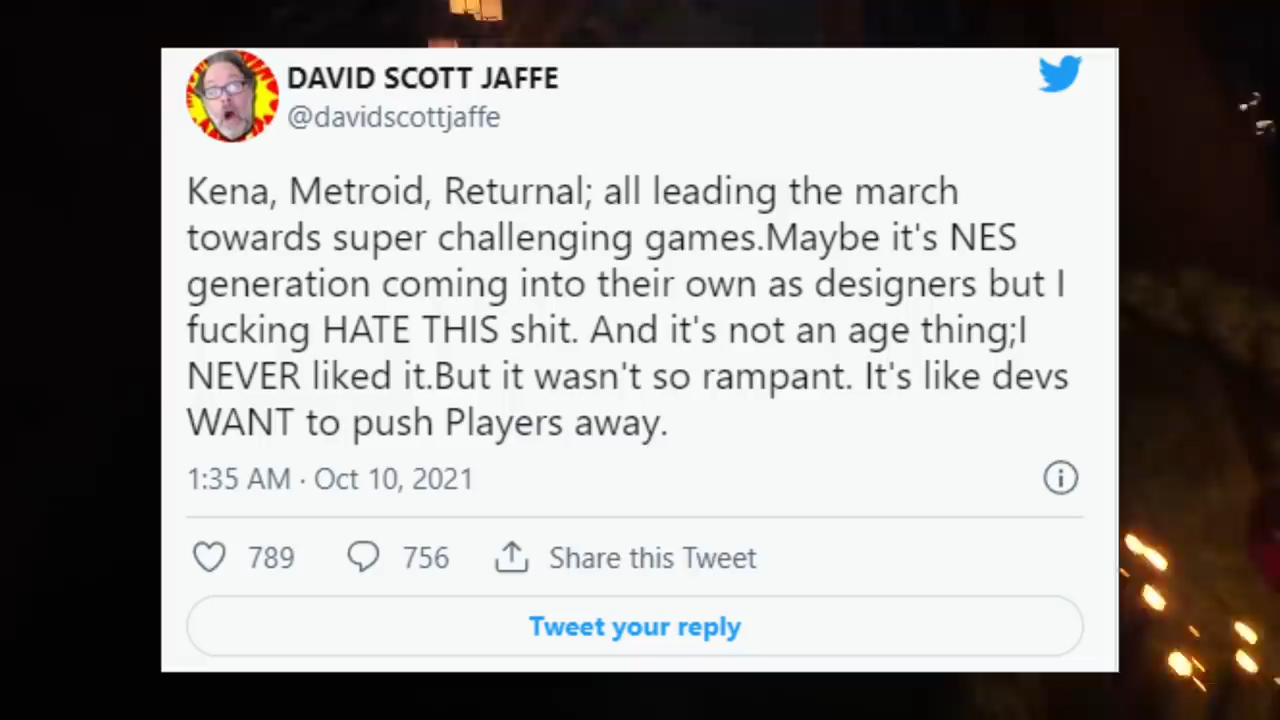 DAVID SCOTT JAFFE
@davidscottjaffe
Kena, Metroid, Returnal; all leading the march
towards super challenging games.Maybe it's NES
generation coming into their own as designers but I
fucking HATE THIS shit. And it's not an age thing;I
NEVER liked it.But it wasn't so rampant. It's like devs
WANT to push Players away.
1:35 AM · Oct 10, 2021
789 756 Share this Tweet
Tweet your reply